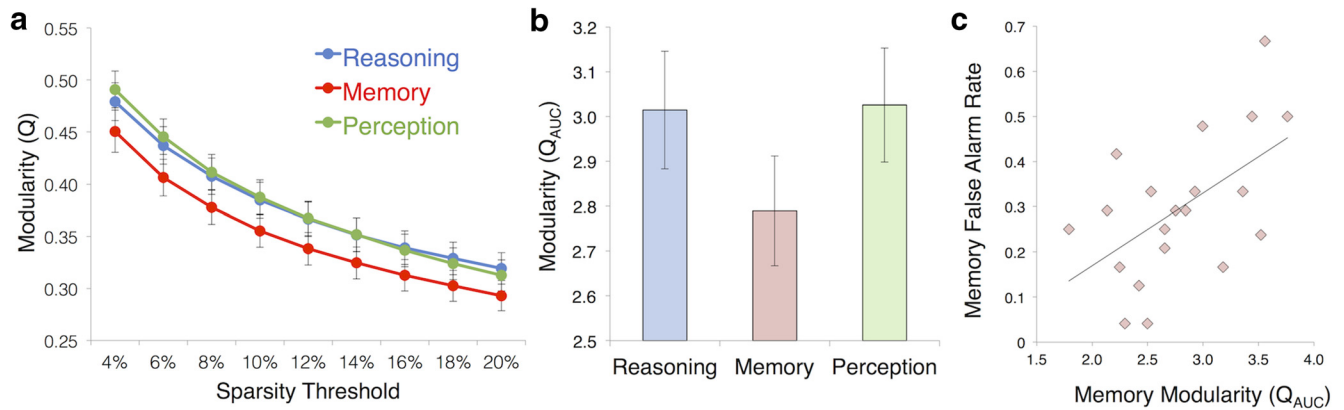 a
0.55
0.50
0.45
0.40
0.35
0.30
0.25
Modularity (Q)
Reasoning
Memory
Perception
4% 6% 8% 10% 12% 14% 16% 18% 20%
Sparsity Threshold
b
3.2
3.1
3.0
2.9
2.8
2.7
2.6
2.5
Modularity (QAUC)
Reasoning Memory Perception
c
0.7
0.6
0.5
0.4
0.3
0.2
0.1
0
Memory False Alarm Rate
1.5 2.0 2.5 3.0 3.5 4.0
Memory Modularity (QAUC)